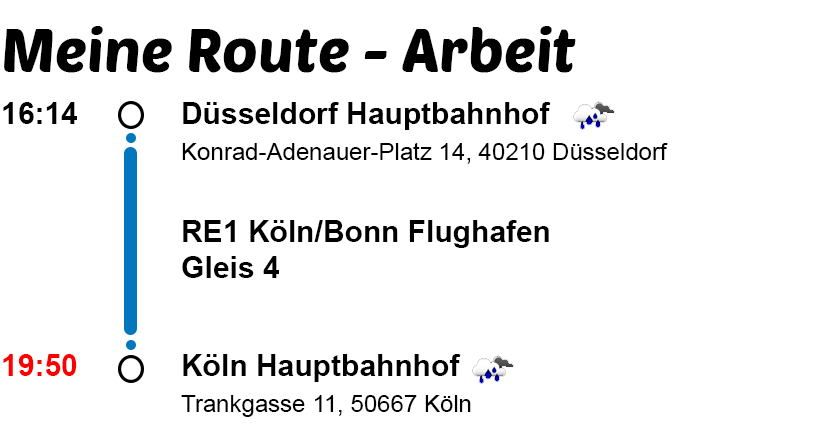 Meine Route - Arbeit
16:14 Düsseldorf Hauptbahnhof
Konrad-Adenauer-Platz 14, 40210 Düsseldorf
RE1 Köln/Bonn Flughafen
Gleis 4
19:50 Köln Hauptbahnhof
Trankgasse 11, 50667 Köln